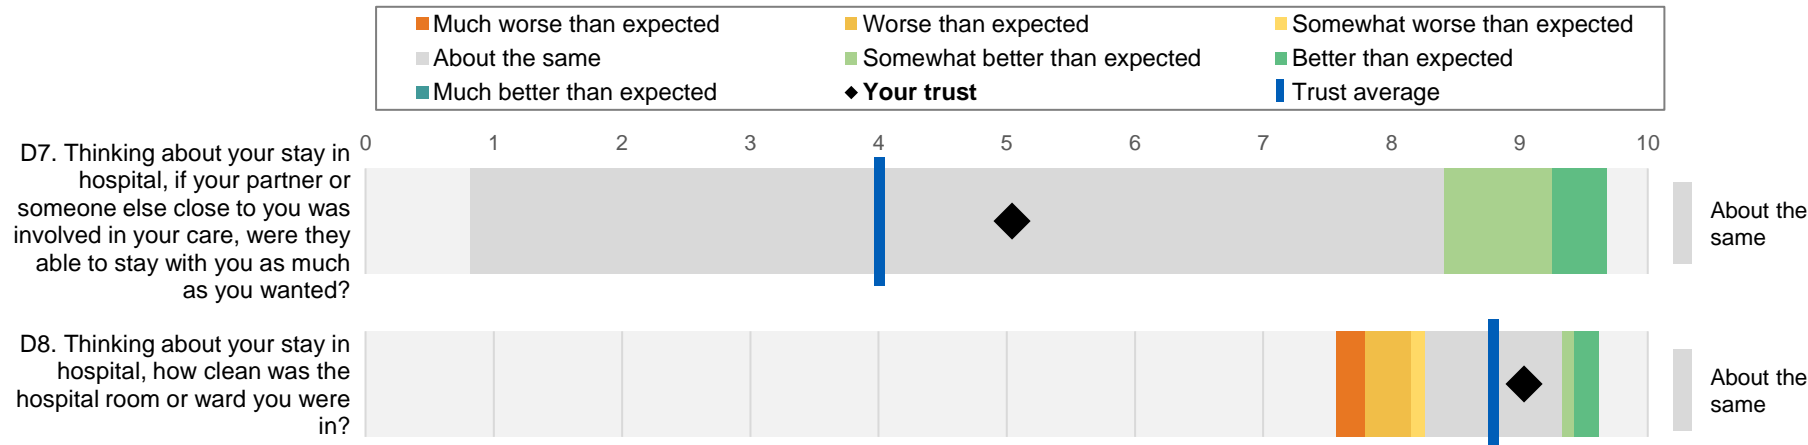 Much worse than expected
Worse than expected
Somewhat worse than expected
About the same
Somewhat better than expected
Better than expected
Much better than expected
Your trust
Trust average
0 1 2 3 4 5 6 7 8 9 10
D7. Thinking about your stay in
hospital, if your partner or
someone else close to you was
involved in your care, were they
able to stay with you as much
as you wanted?
About the
same
D8. Thinking about your stay in
hospital, how clean was the
hospital room or ward you were
in?
About the
same